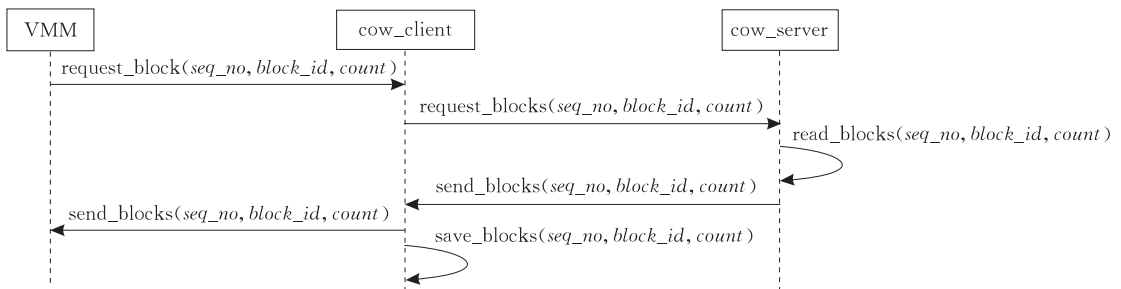 VMM
cow_client
cow_server
request_block(seq_no, block_id, count)
request_blocks(seq_no, block_id, count)
read_blocks(seq_no, block_id, count)
send_blocks(seq_no, block_id, count)
send_blocks(seq_no, block_id, count)
save_blocks(seq_no, block_id, count)